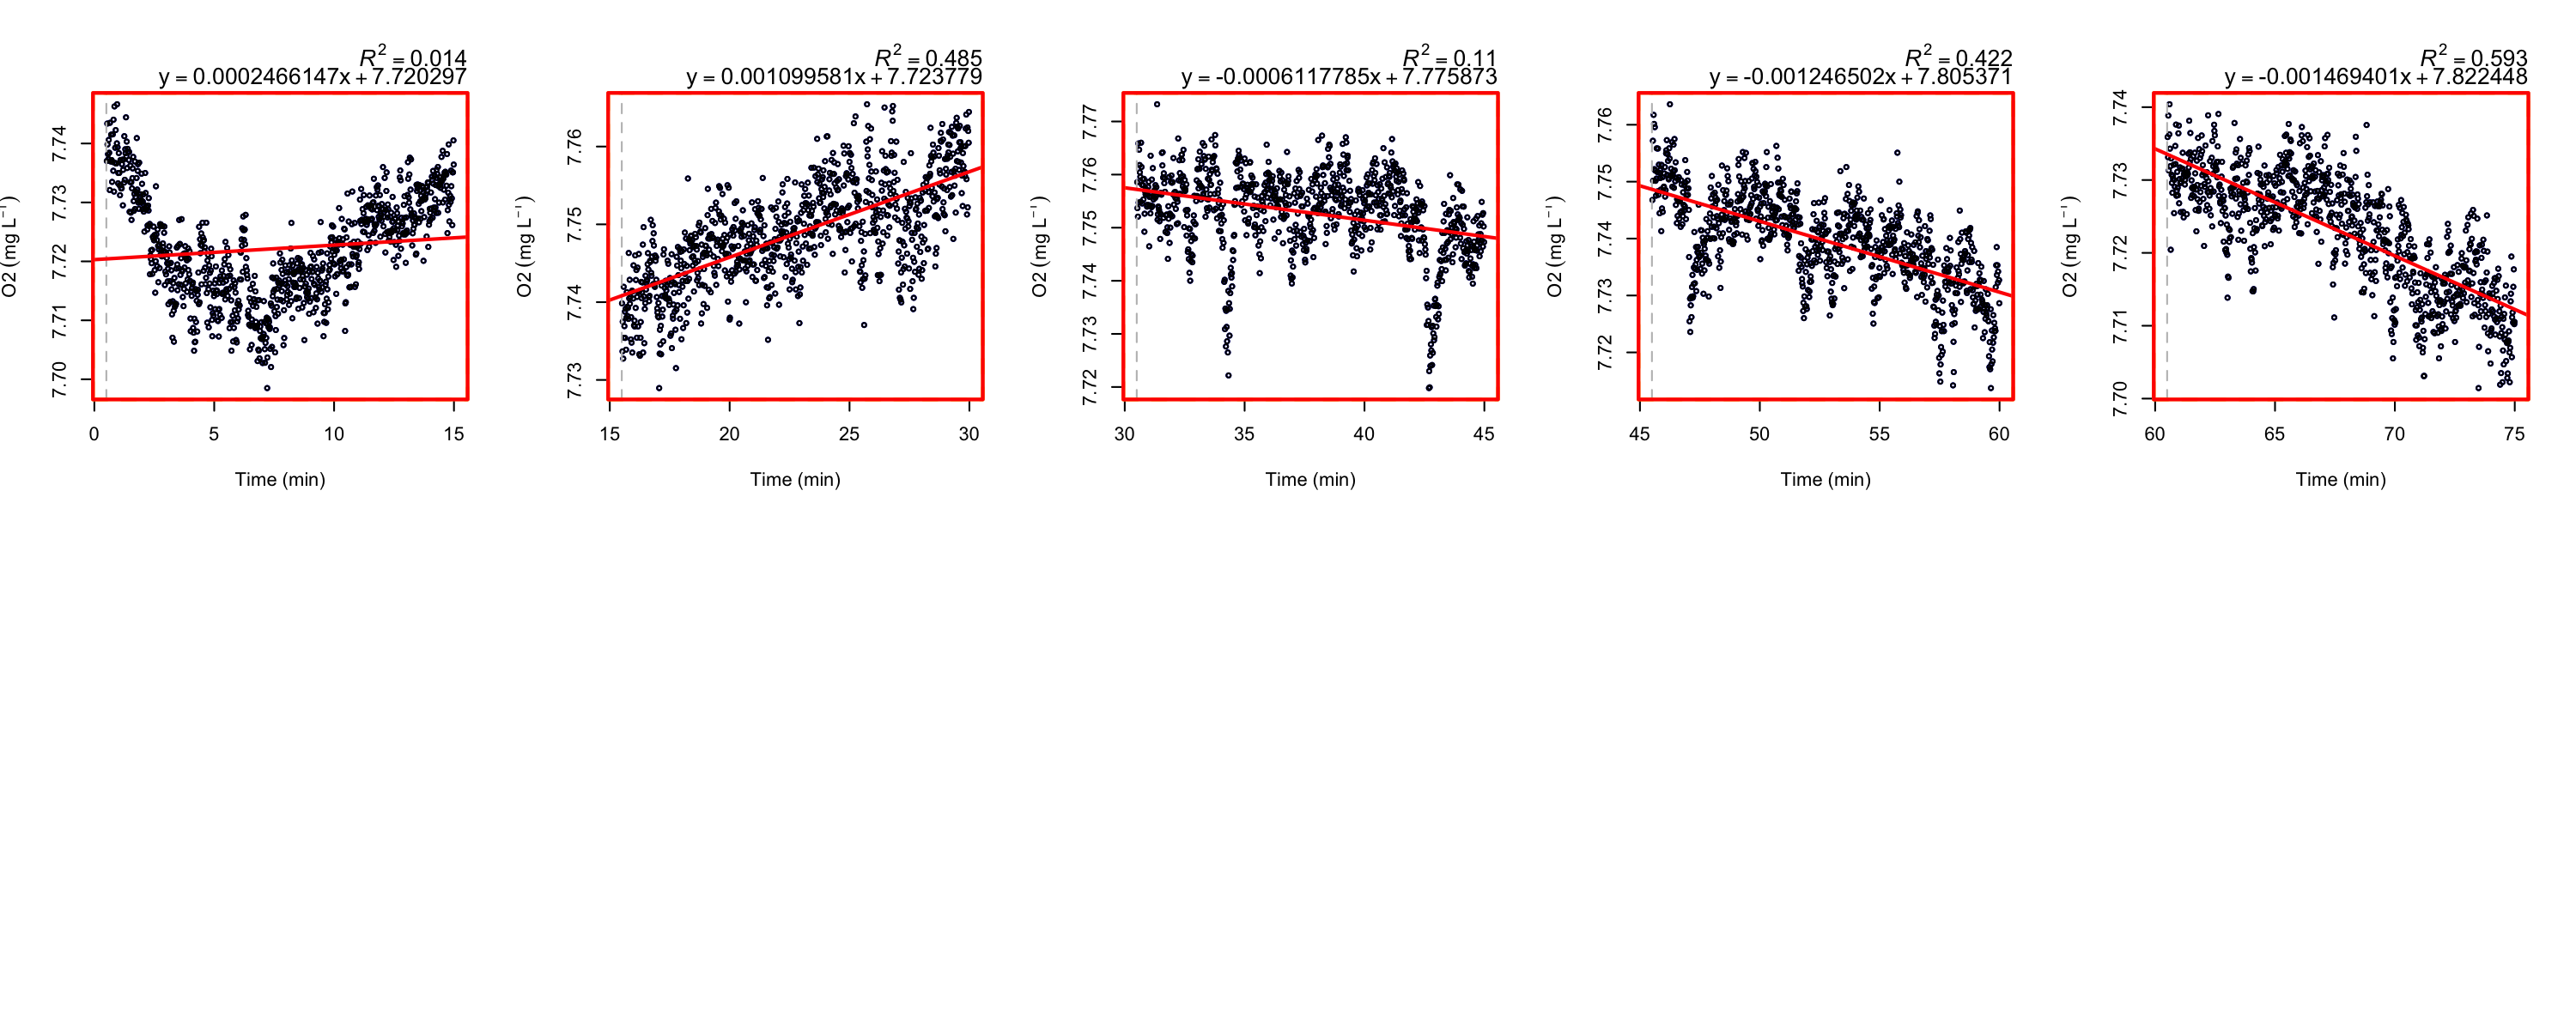 R² = 0.014
y = 0.0002466147x + 7.720297
O2 (mg L⁻¹)
7.74
7.73
7.72
7.71
7.70
0 5 10 15
Time (min)
R² = 0.485
y = 0.001099581x + 7.723779
O2 (mg L⁻¹)
7.76
7.75
7.74
7.73
15 20 25 30
Time (min)
R² = 0.11
y = -0.0006117785x + 7.775873
O2 (mg L⁻¹)
7.77
7.76
7.75
7.74
7.73
7.72
30 35 40 45
Time (min)
R² = 0.422
y = -0.001246502x + 7.805371
O2 (mg L⁻¹)
7.76
7.75
7.74
7.73
7.72
45 50 55 60
Time (min)
R² = 0.593
y = -0.001469401x + 7.822448
O2 (mg L⁻¹)
7.74
7.73
7.72
7.71
7.70
60 65 70 75
Time (min)